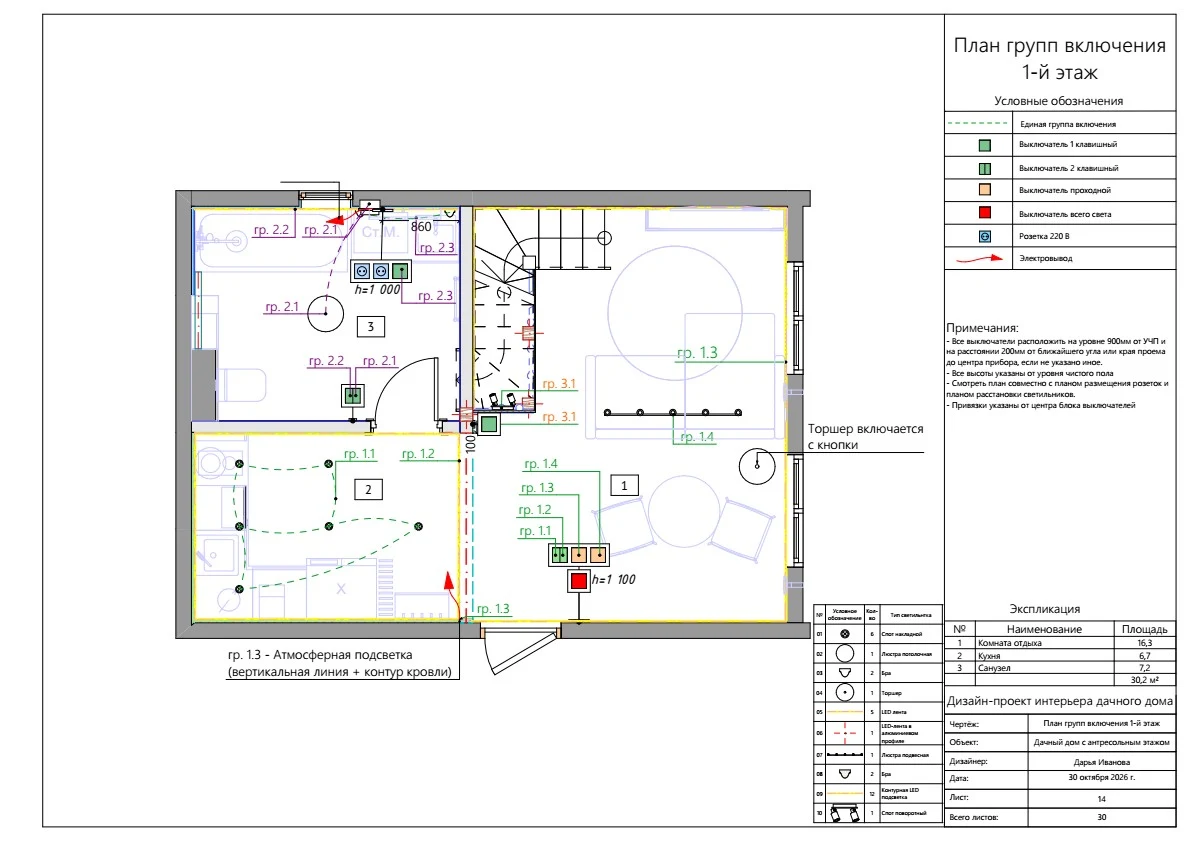 План групп включения
1-й этаж
Условные обозначения
Единая группа включения
Выключатель 1 клавишный
Выключатель 2 клавишный
Выключатель проходной
Выключатель всего света
Розетка 220 В
Электровывод
Примечания:
- Все выключатели расположить на уровне 900мм от УЧП и
на расстоянии 200мм от ближайшего угла или края проема
до центра прибора, если не указано иное.
- Все высоты указаны от уровня чистого пола
- Смотреть план совместно с планом размещения розеток и
планом расстановки светильников.
- Привязки указаны от центра блока выключателей
гр. 2.2
гр. 2.1
Ст.М.
860
гр. 2.3
h=1 000
гр. 2.3
гр. 2.1
3
гр. 2.2
гр. 2.1
гр. 1.3
гр. 3.1
гр. 3.1
гр. 1.4
100
Торшер включается
с кнопки
гр. 1.1
гр. 1.2
2
1
гр. 1.4
гр. 1.3
гр. 1.2
гр. 1.1
h=1 100
X
гр. 1.3
гр. 1.3 - Атмосферная подсветка
(вертикальная линия + контур кровли)
№ Условное обозначение Кол-во Тип светильника
01 6 Спот накладной
02 1 Люстра потолочная
03 2 Бра
04 1 Торшер
05 5 LED лента
06 1 LED-лента в алюминиевом профиле
07 1 Люстра подвесная
08 2 Бра
09 12 Контурная LED подсветка
10 1 Спот поворотный
Экспликация
№ Наименование Площадь
1 Комната отдыха 16,3
2 Кухня 6,7
3 Санузел 7,2
30,2 м²
Дизайн-проект интерьера дачного дома
Чертёж: План групп включения 1-й этаж
Объект: Дачный дом с антресольным этажом
Дизайнер: Дарья Иванова
Дата: 30 октября 2026 г.
Лист: 14
Всего листов: 30